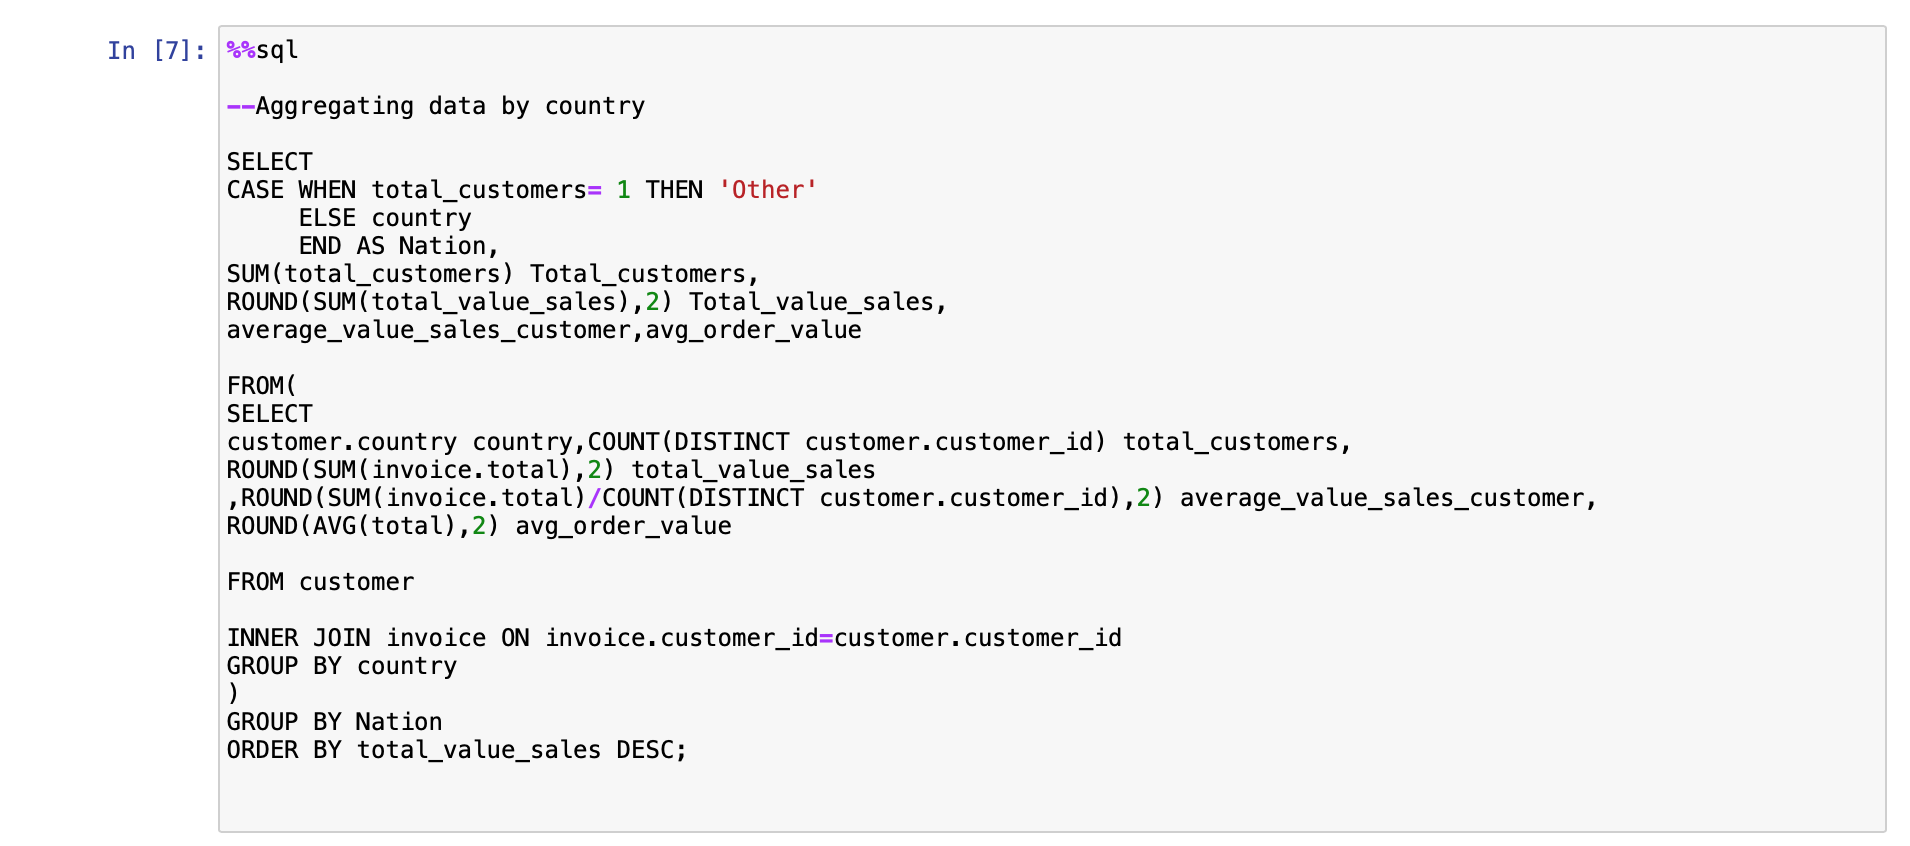 In [7]:
%%sql
--Aggregating data by country
SELECT
CASE WHEN total_customers= 1 THEN 'Other'
     ELSE country
     END AS Nation,
SUM(total_customers) Total_customers,
ROUND(SUM(total_value_sales),2) Total_value_sales,
average_value_sales_customer,avg_order_value
FROM(
SELECT
customer.country country,COUNT(DISTINCT customer.customer_id) total_customers,
ROUND(SUM(invoice.total),2) total_value_sales
,ROUND(SUM(invoice.total)/COUNT(DISTINCT customer.customer_id),2) average_value_sales_customer,
ROUND(AVG(total),2) avg_order_value
FROM customer
INNER JOIN invoice ON invoice.customer_id=customer.customer_id
GROUP BY country
)
GROUP BY Nation
ORDER BY total_value_sales DESC;